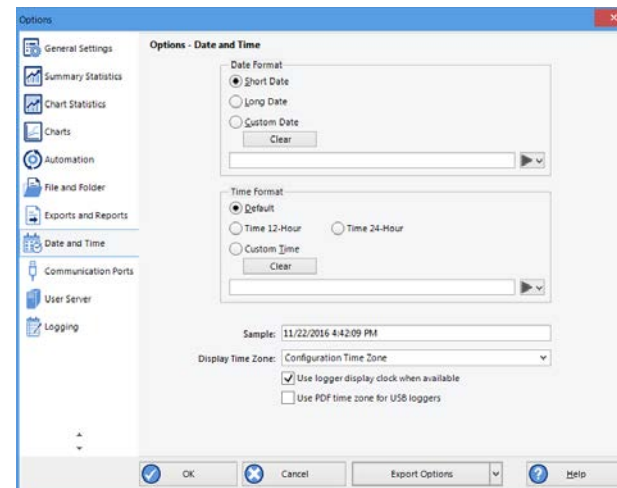 Options
General Settings
Summary Statistics
Chart Statistics
Charts
Automation
File and Folder
Exports and Reports
Date and Time
Communication Ports
User Server
Logging
Options - Date and Time
Date Format
Short Date
Long Date
Custom Date
Clear
Time Format
Default
Time 12-Hour Time 24-Hour
Custom Time
Clear
Sample: 11/22/2016 4:42:09 PM
Display Time Zone: Configuration Time Zone
Use logger display clock when available
Use PDF time zone for USB loggers
OK Cancel Export Options Help